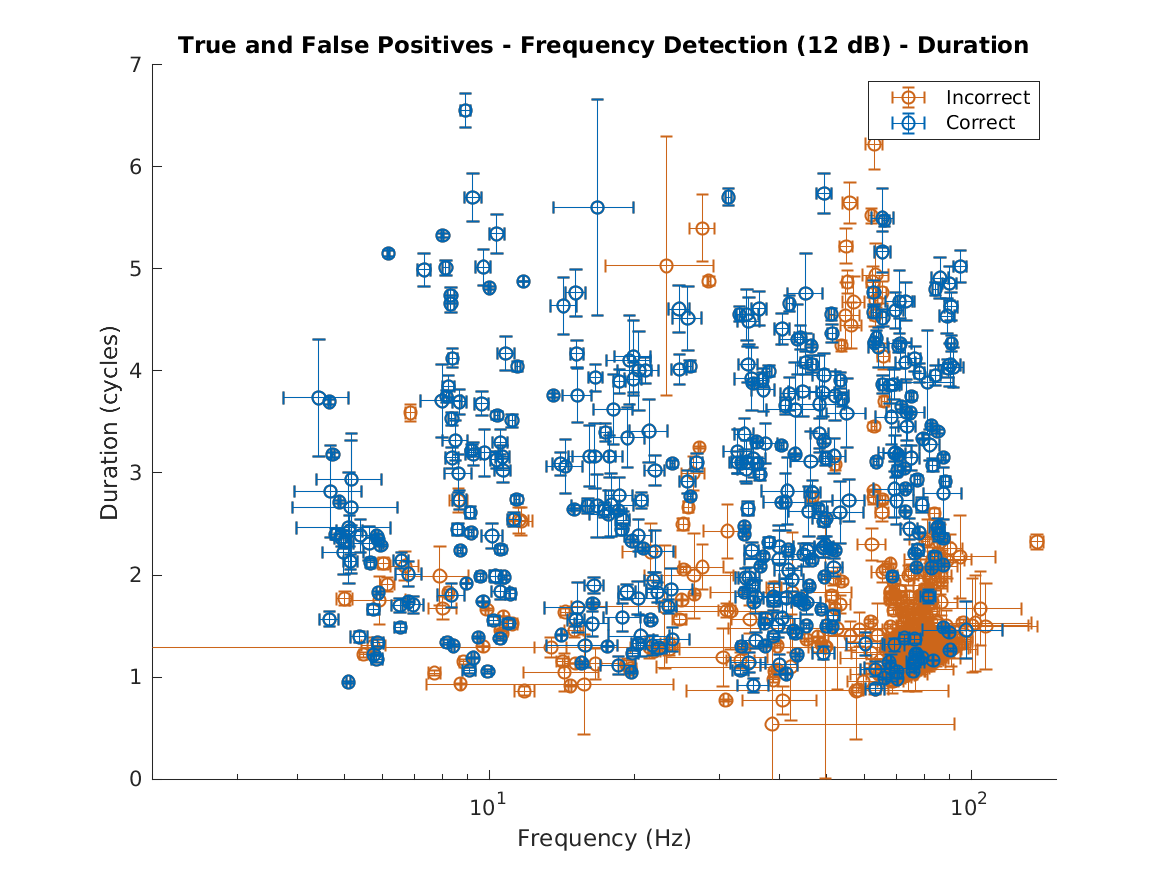 True and False Positives - Frequency Detection (12 dB) - Duration
Incorrect
Correct
Duration (cycles)
7
6
5
4
3
2
1
0
10^1
10^2
Frequency (Hz)